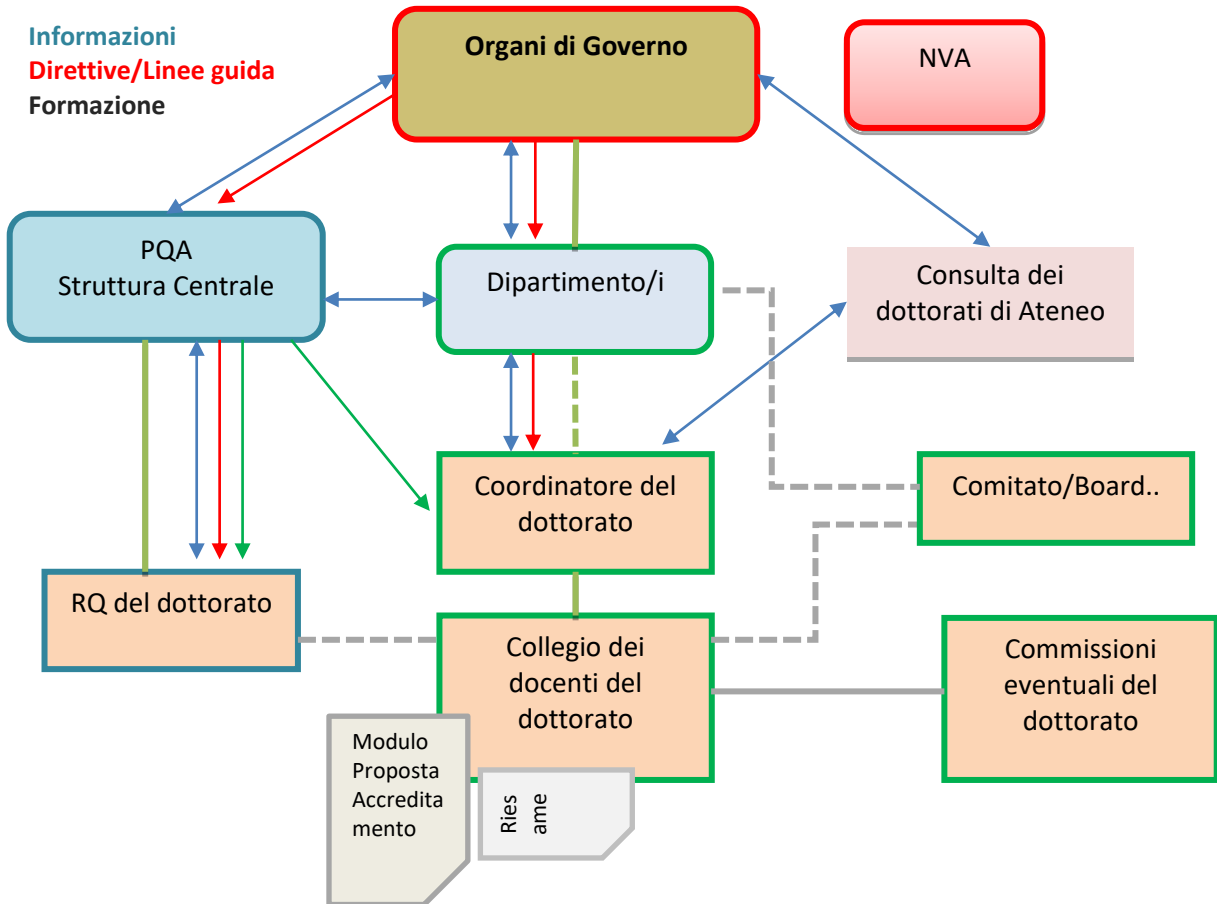 Informazioni
Direttive/Linee guida
Formazione
Organi di Governo
NVA
PQA
Struttura Centrale
Dipartimento/i
Consulta dei
dottorati di Ateneo
Coordinatore del
dottorato
Comitato/Board..
RQ del dottorato
Collegio dei
docenti del
dottorato
Commissioni
eventuali del
dottorato
Modulo
Proposta
Accredita
mento
Ries
ame